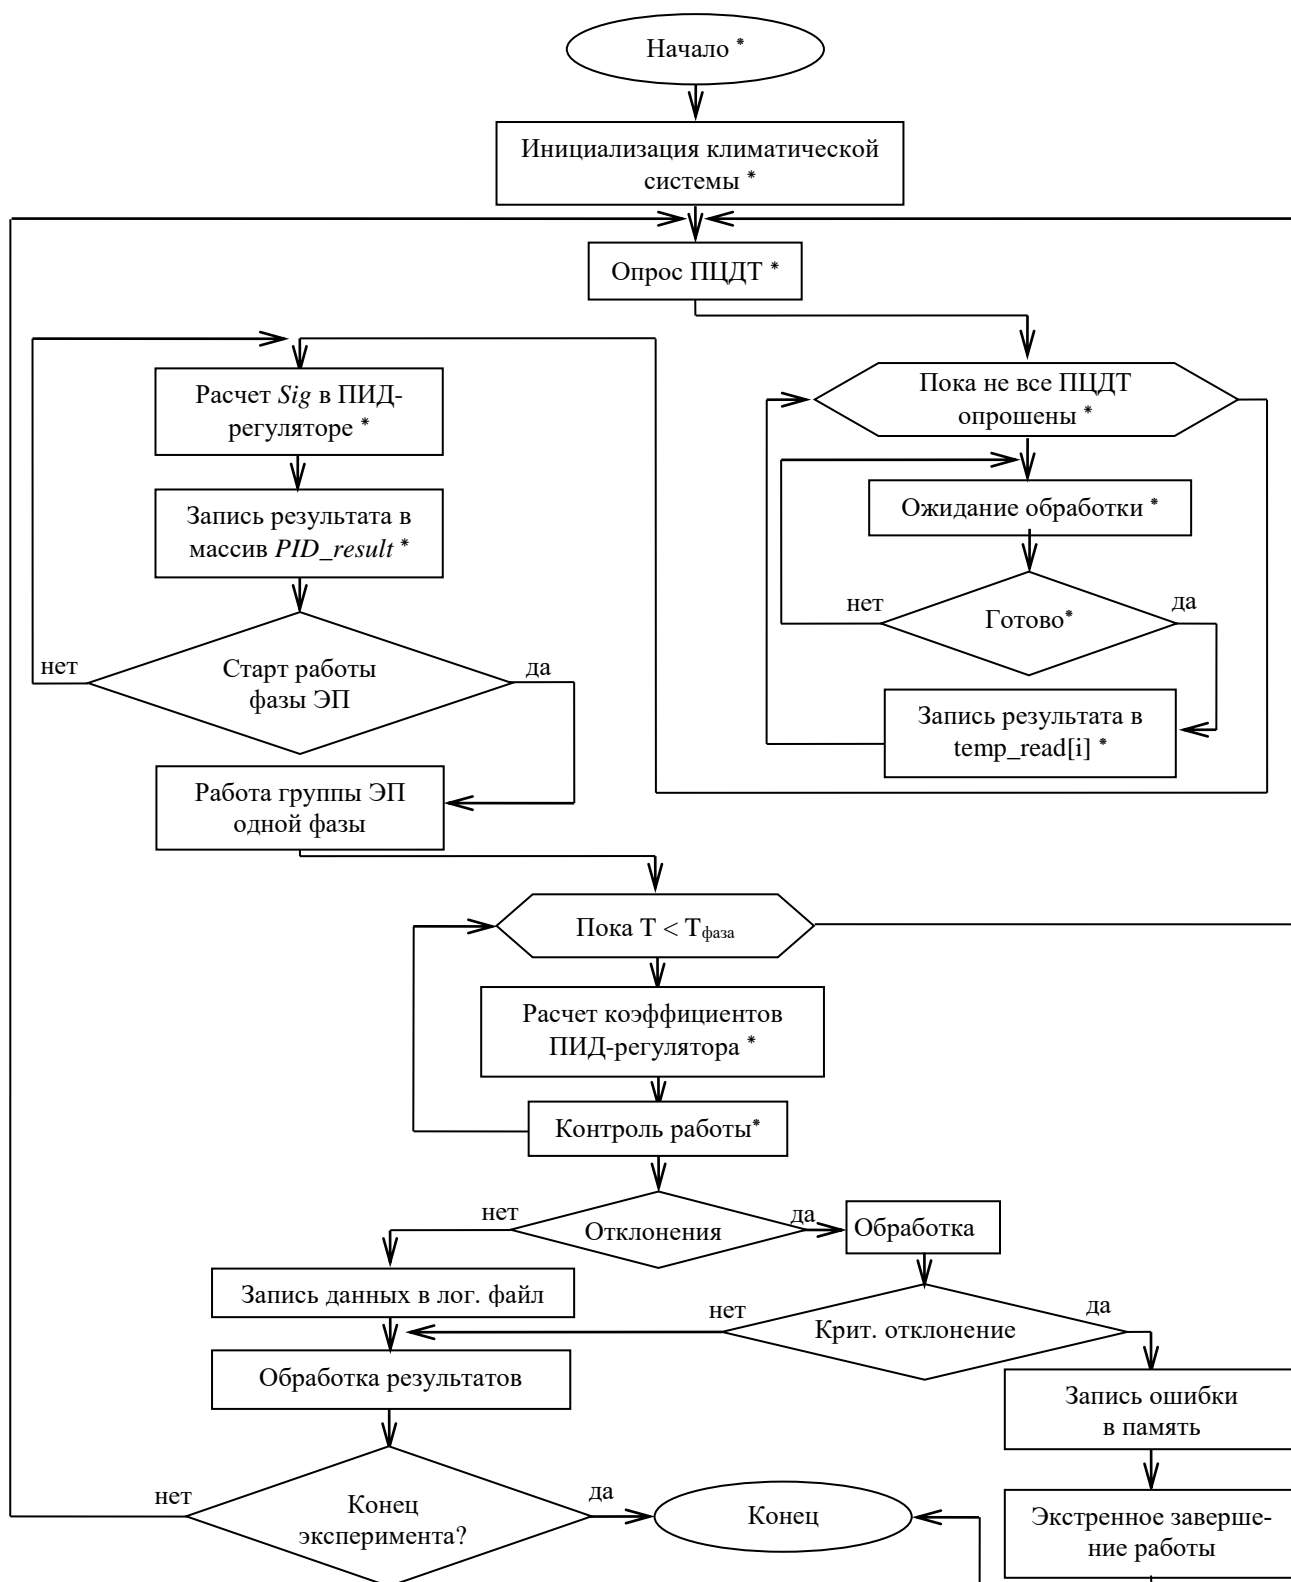 Начало *
Инициализация климатической
системы *
Опрос ПЦДТ *
Расчет Sig в ПИД-
регуляторе *
Запись результата в
массив PID_result *
нет
да
Старт работы
фазы ЭП
Работа группы ЭП
одной фазы
Пока не все ПЦДТ
опрошены *
Ожидание обработки *
нет
да
Готово*
Запись результата в
temp_read[i] *
Пока T < Tфаза
Расчет коэффициентов
ПИД-регулятора *
Контроль работы*
нет
да
Отклонения
Обработка
Запись данных в лог. файл
нет
да
Крит. отклонение
Обработка результатов
Запись ошибки
в память
нет
да
Конец
эксперимента?
Конец
Экстренное заверше-
ние работы